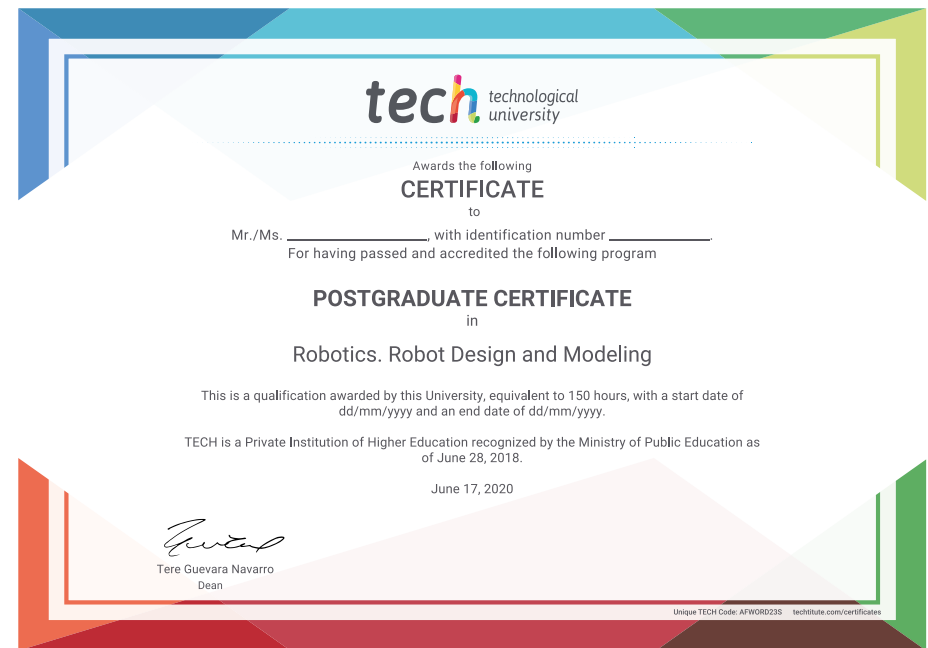 tech technological
university
Awards the following
CERTIFICATE
to
Mr./Ms. ____________, with identification number ____________.
For having passed and accredited the following program
POSTGRADUATE CERTIFICATE
in
Robotics. Robot Design and Modeling
This is a qualification awarded by this University, equivalent to 150 hours, with a start date of
dd/mm/yyyy and an end date of dd/mm/yyyy.
TECH is a Private Institution of Higher Education recognized by the Ministry of Public Education as
of June 28, 2018.
June 17, 2020
Tere Guevara Navarro
Dean
Unique TECH Code: AFWORD23S techtitute.com/certificates